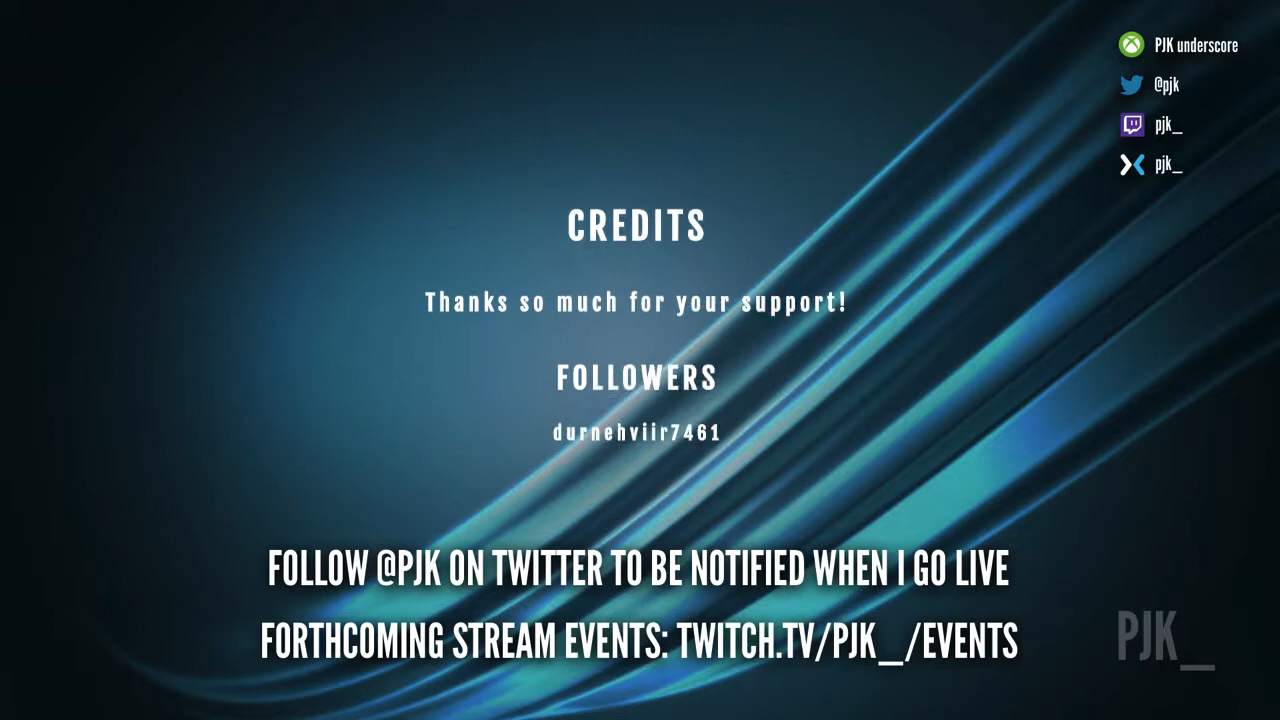 PJK underscore
@pjk
pjk_
pjk_
CREDITS
Thanks so much for your support!
FOLLOWERS
durnehviir7461
FOLLOW @PJK ON TWITTER TO BE NOTIFIED WHEN I GO LIVE
FORTHCOMING STREAM EVENTS: TWITCH.TV/PJK_/EVENTS
PJK_